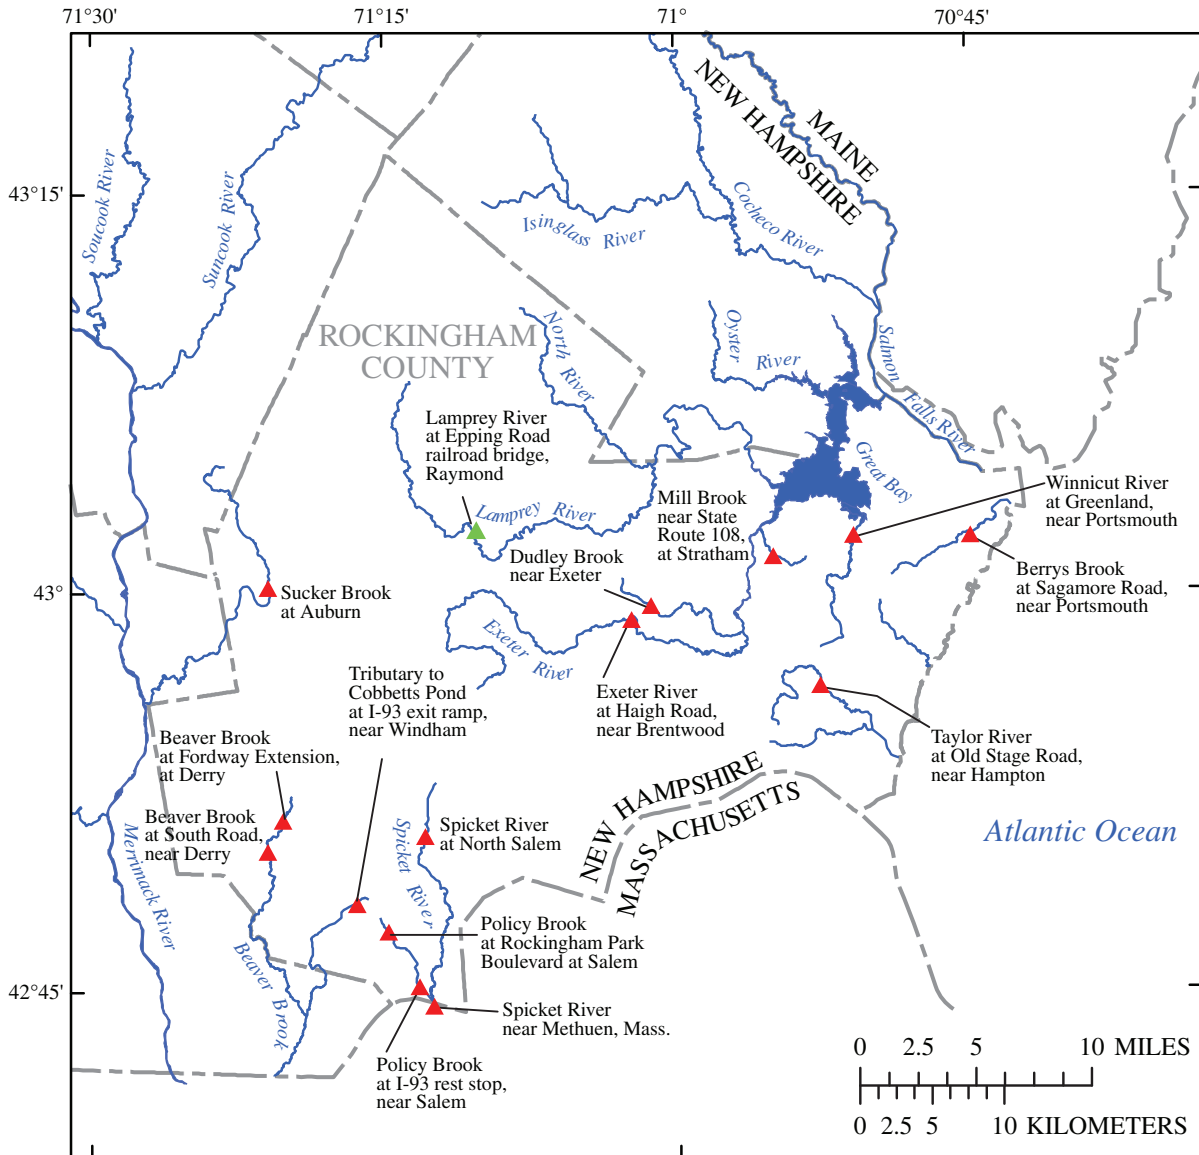 71°30'
71°15'
71°
70°45'
43°15'
43°
42°45'
NEW HAMPSHIRE
MAINE
Soucook River
Suncook River
Isinglass River
Cocheco River
ROCKINGHAM
COUNTY
North River
Oyster River
Salmon Falls River
Great Bay
Lamprey River
at Epping Road
railroad bridge,
Raymond
Lamprey River
Mill Brook
near State
Route 108,
at Stratham
Winnicut River
at Greenland,
near Portsmouth
Dudley Brook
near Exeter
Berrys Brook
at Sagamore Road,
near Portsmouth
Sucker Brook
at Auburn
Exeter River
Tributary to
Cobbetts Pond
at I-93 exit ramp,
near Windham
Exeter River
at Haigh Road,
near Brentwood
Taylor River
at Old Stage Road,
near Hampton
Beaver Brook
at Fordway Extension,
at Derry
Beaver Brook
at South Road,
near Derry
NEW HAMPSHIRE
MASSACHUSETTS
Merrimack River
Spicket River
Spicket River
at North Salem
Atlantic Ocean
Policy Brook
at Rockingham Park
Boulevard at Salem
Beaver Brook
Spicket River
near Methuen, Mass.
Policy Brook
at I-93 rest stop,
near Salem
0 2.5 5 10 MILES
0 2.5 5 10 KILOMETERS